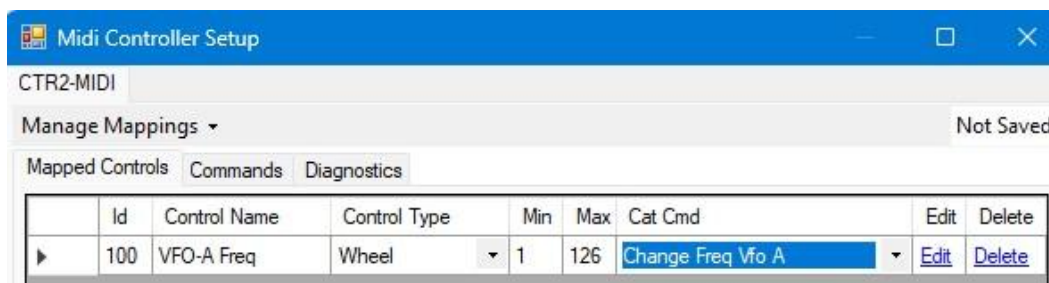 Midi Controller Setup
CTR2-MIDI
Manage Mappings Not Saved
Mapped Controls Commands Diagnostics
Id Control Name Control Type Min Max Cat Cmd Edit Delete
100 VFO-A Freq Wheel 1 126 Change Freq Vfo A Edit Delete